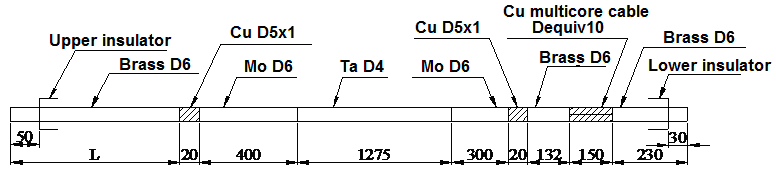 Cu multicore cable
Cu D5x1
Cu D5x1
Dequiv10
Upper insulator
Brass D6
Brass D6
Mo D6
Ta D4
Mo D6
Brass D6
Lower insulator
50
30
L
20
400
1275
300
20
132
150
230